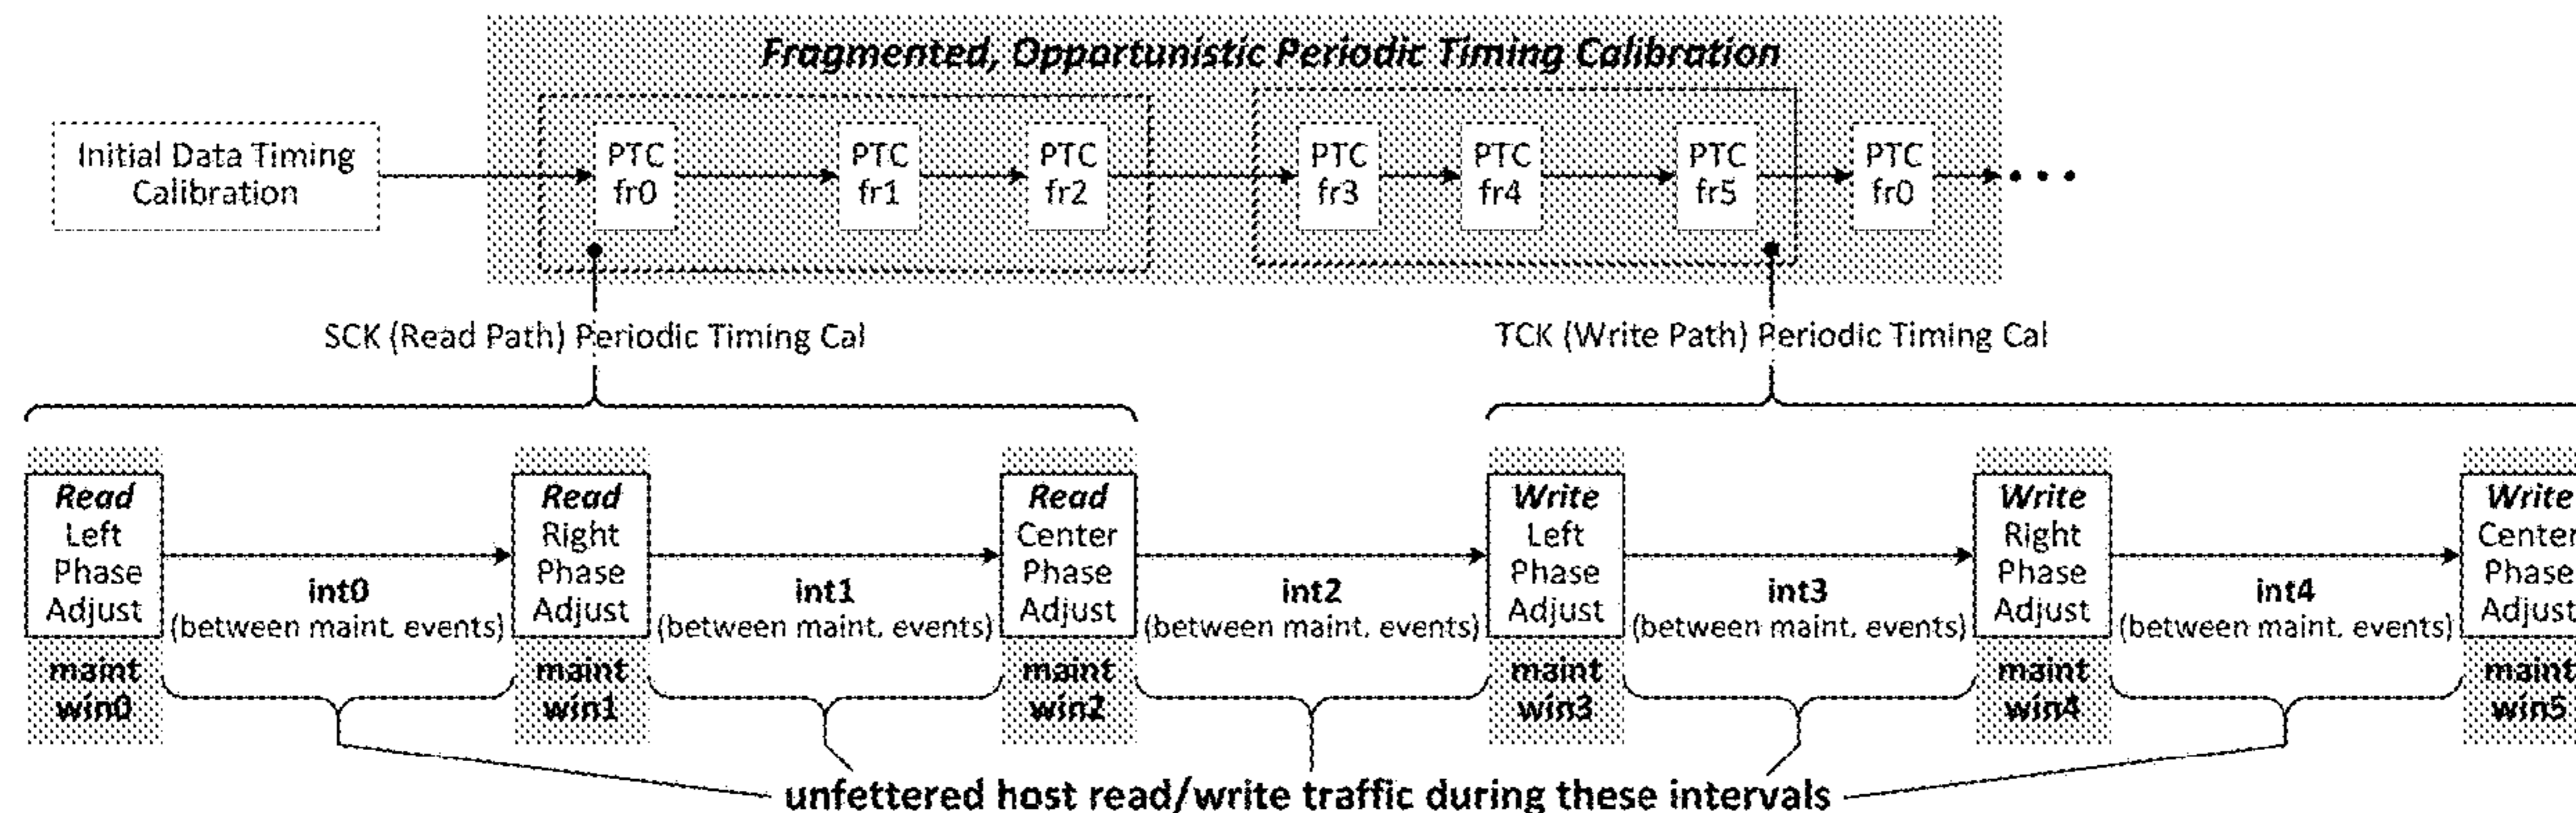 Fragmented, Opportunistic Periodic Timing Calibration
Initial Data Timing
Calibration
PTC
fr0
PTC
fr1
PTC
fr2
PTC
fr3
PTC
fr4
PTC
fr5
PTC
fr0
• • •
SCK (Read Path) Periodic Timing Cal
TCK (Write Path) Periodic Timing Cal
Read
Left
Phase
Adjust
int0
(between maint. events)
Read
Right
Phase
Adjust
int1
(between maint. events)
Read
Center
Phase
Adjust
int2
(between maint. events)
Write
Left
Phase
Adjust
int3
(between maint. events)
Write
Right
Phase
Adjust
int4
(between maint. events)
Write
Center
Phase
Adjust
maint
win0
maint
win1
maint
win2
maint
win3
maint
win4
maint
win5
unfettered host read/write traffic during these intervals